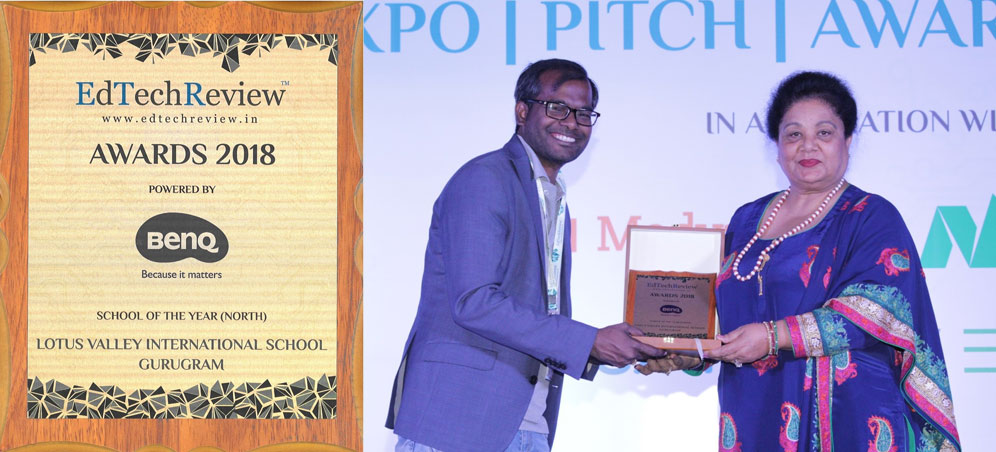 EdTechReview™
www.edtechreview.in
AWARDS 2018
POWERED BY
BenQ
Because it matters
SCHOOL OF THE YEAR (NORTH)
LOTUS VALLEY INTERNATIONAL SCHOOL
GURUGRAM
XPO | PITCH | AWAR
IN A ATION WI
EdTechReview
AWARDS 2018
BenQ